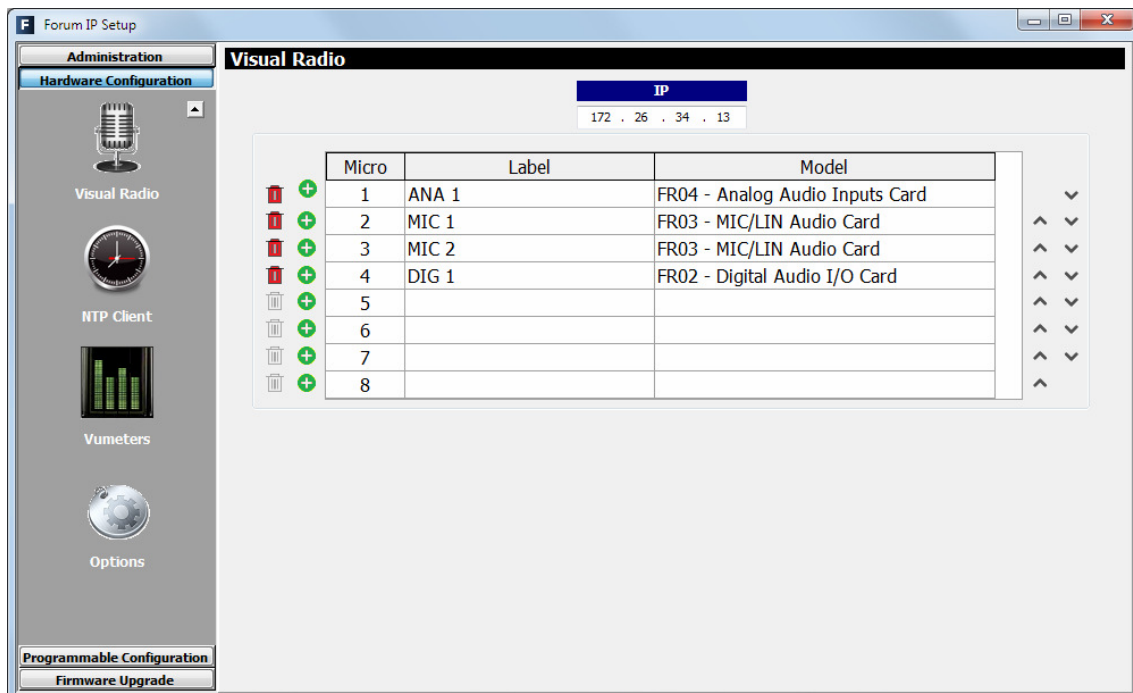 Forum IP Setup
Administration
Hardware Configuration
Visual Radio
NTP Client
Vumeters
Options
Programmable Configuration
Firmware Upgrade
Visual Radio
IP
172 . 26 . 34 . 13
Micro Label Model
1 ANA 1 FR04 - Analog Audio Inputs Card
2 MIC 1 FR03 - MIC/LIN Audio Card
3 MIC 2 FR03 - MIC/LIN Audio Card
4 DIG 1 FR02 - Digital Audio I/O Card
5
6
7
8